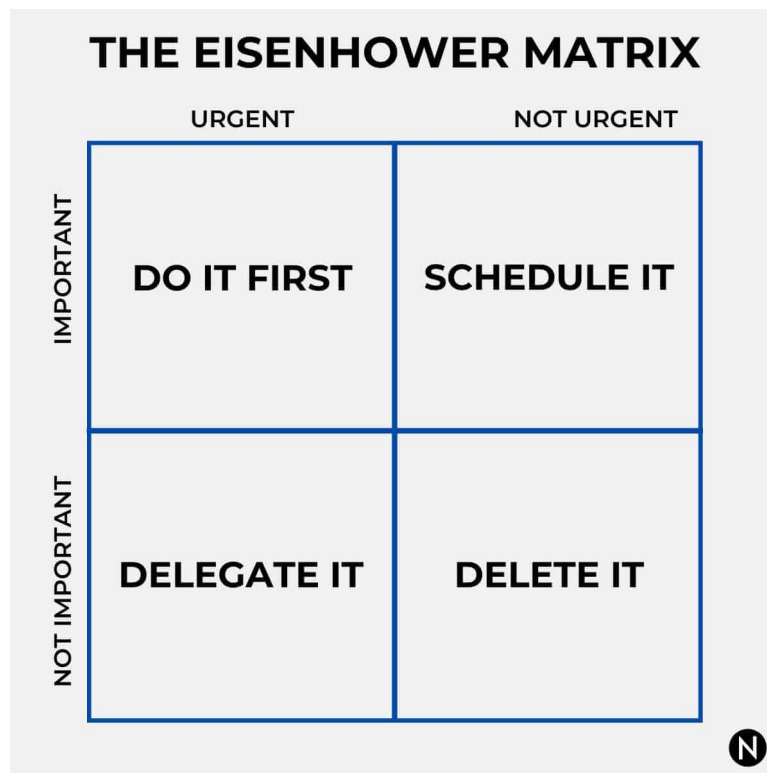 THE EISENHOWER MATRIX
URGENT
NOT URGENT
IMPORTANT
DO IT FIRST
SCHEDULE IT
NOT IMPORTANT
DELEGATE IT
DELETE IT
N